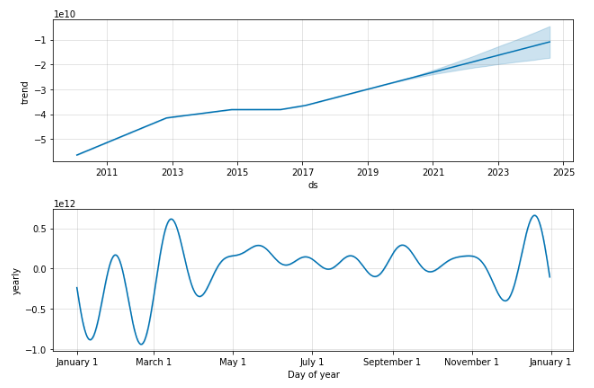 1e10
−1
−2
−3
−4
−5
trend
2011 2013 2015 2017 2019 2021 2023 2025
ds
1e12
0.5
0.0
−0.5
−1.0
yearly
January 1 March 1 May 1 July 1 September 1 November 1 January 1
Day of year